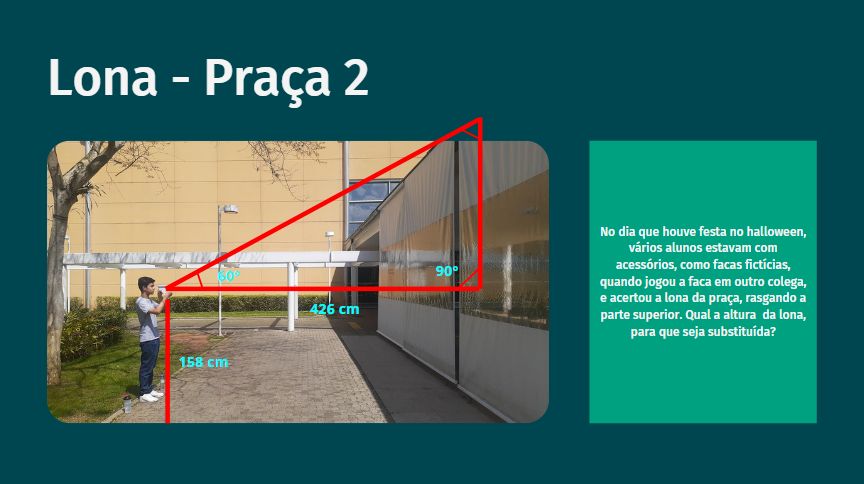 Lona - Praça 2
60°
90°
426 cm
158 cm
No dia que houve festa no halloween,
vários alunos estavam com
acessórios, como facas fictícias,
quando jogou a faca em outro colega,
e acertou a lona da praça, rasgando a
parte superior. Qual a altura da lona,
para que seja substituída?